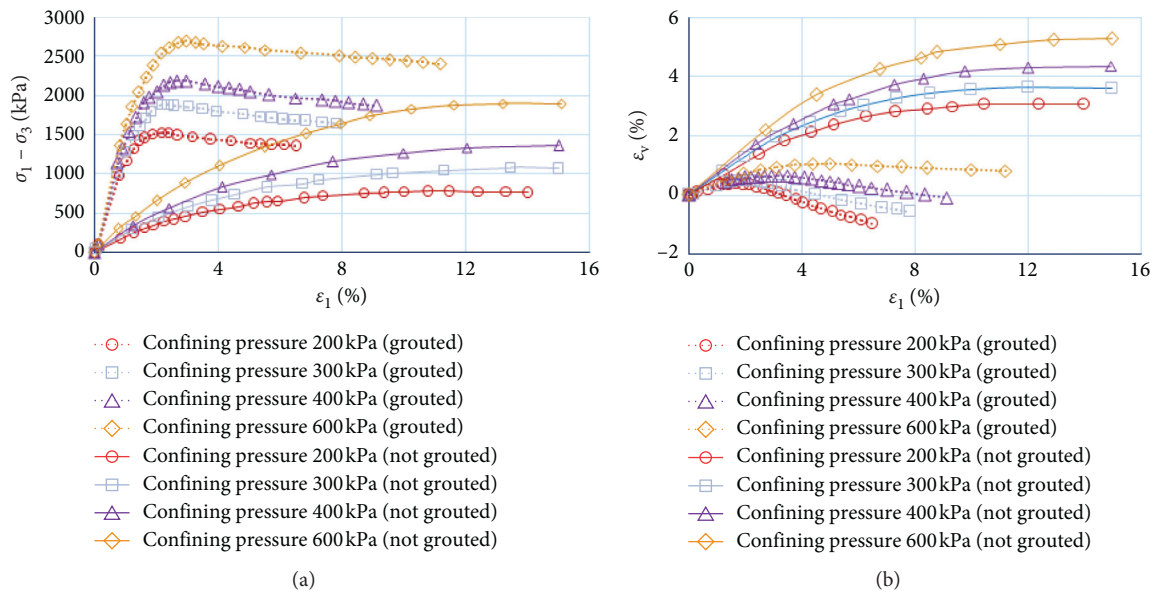 3000
2500
2000
1500
1000
500
0
σ₁ – σ₃ (kPa)
0 4 8 12 16
ε₁ (%)
Confining pressure 200 kPa (grouted)
Confining pressure 300 kPa (grouted)
Confining pressure 400 kPa (grouted)
Confining pressure 600 kPa (grouted)
Confining pressure 200 kPa (not grouted)
Confining pressure 300 kPa (not grouted)
Confining pressure 400 kPa (not grouted)
Confining pressure 600 kPa (not grouted)
(a)
6%
4
2
0
–2
εᵥ (%)
0 4 8 12 16
ε₁ (%)
Confining pressure 200 kPa (grouted)
Confining pressure 300 kPa (grouted)
Confining pressure 400 kPa (grouted)
Confining pressure 600 kPa (grouted)
Confining pressure 200 kPa (not grouted)
Confining pressure 300 kPa (not grouted)
Confining pressure 400 kPa (not grouted)
Confining pressure 600 kPa (not grouted)
(b)